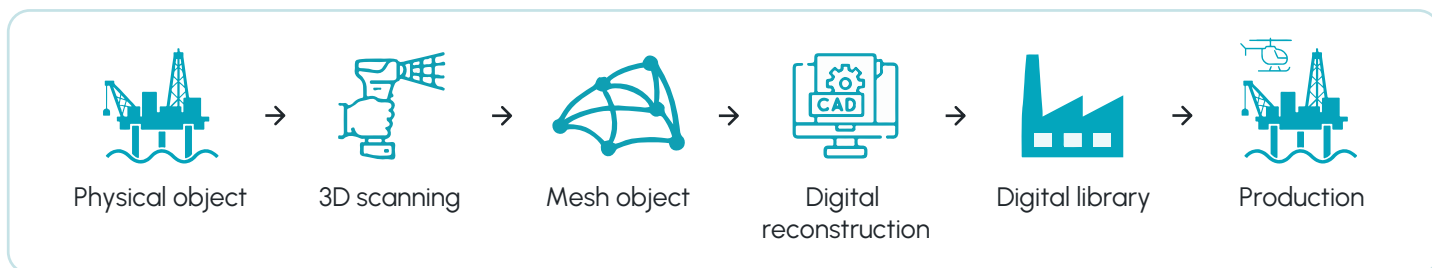 CAD
Physical object
3D scanning
Mesh object
Digital
reconstruction
Digital library
Production